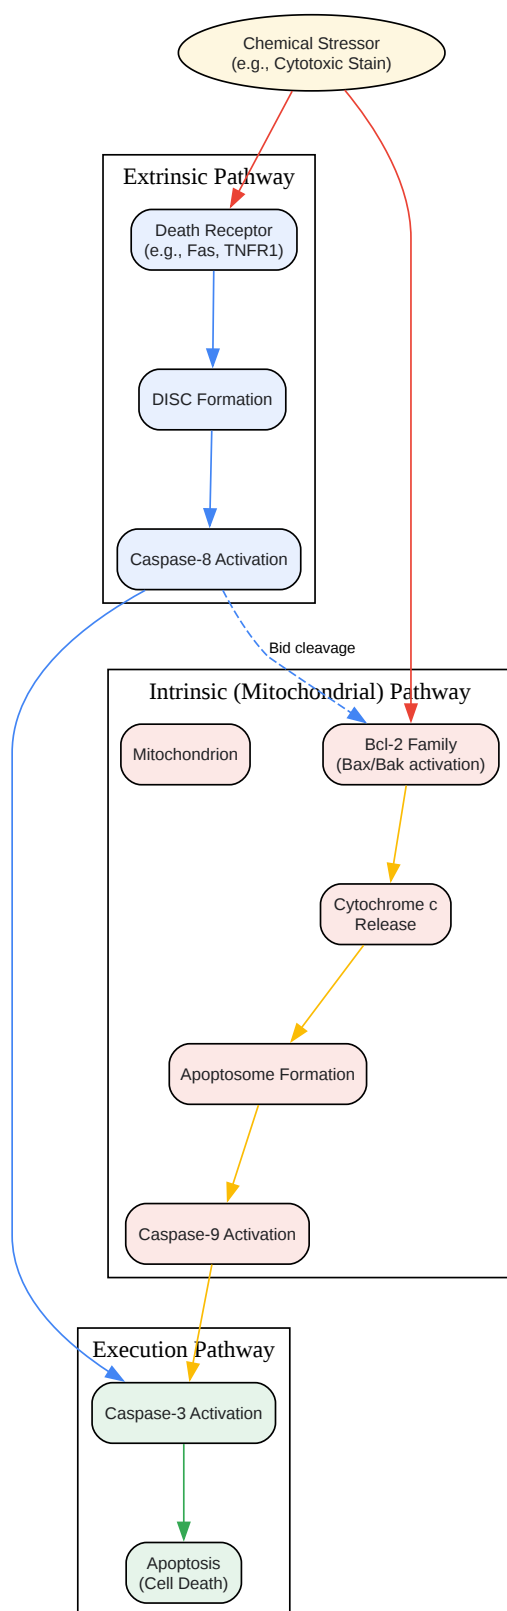 Chemical Stressor
(e.g., Cytotoxic Stain)
Extrinsic Pathway
Death Receptor
(e.g., Fas, TNFR1)
DISC Formation
Caspase-8 Activation
Bid cleavage
Intrinsic (Mitochondrial) Pathway
Mitochondrion
Bcl-2 Family
(Bax/Bak activation)
Cytochrome c
Release
Apoptosome Formation
Caspase-9 Activation
Execution Pathway
Caspase-3 Activation
Apoptosis
(Cell Death)